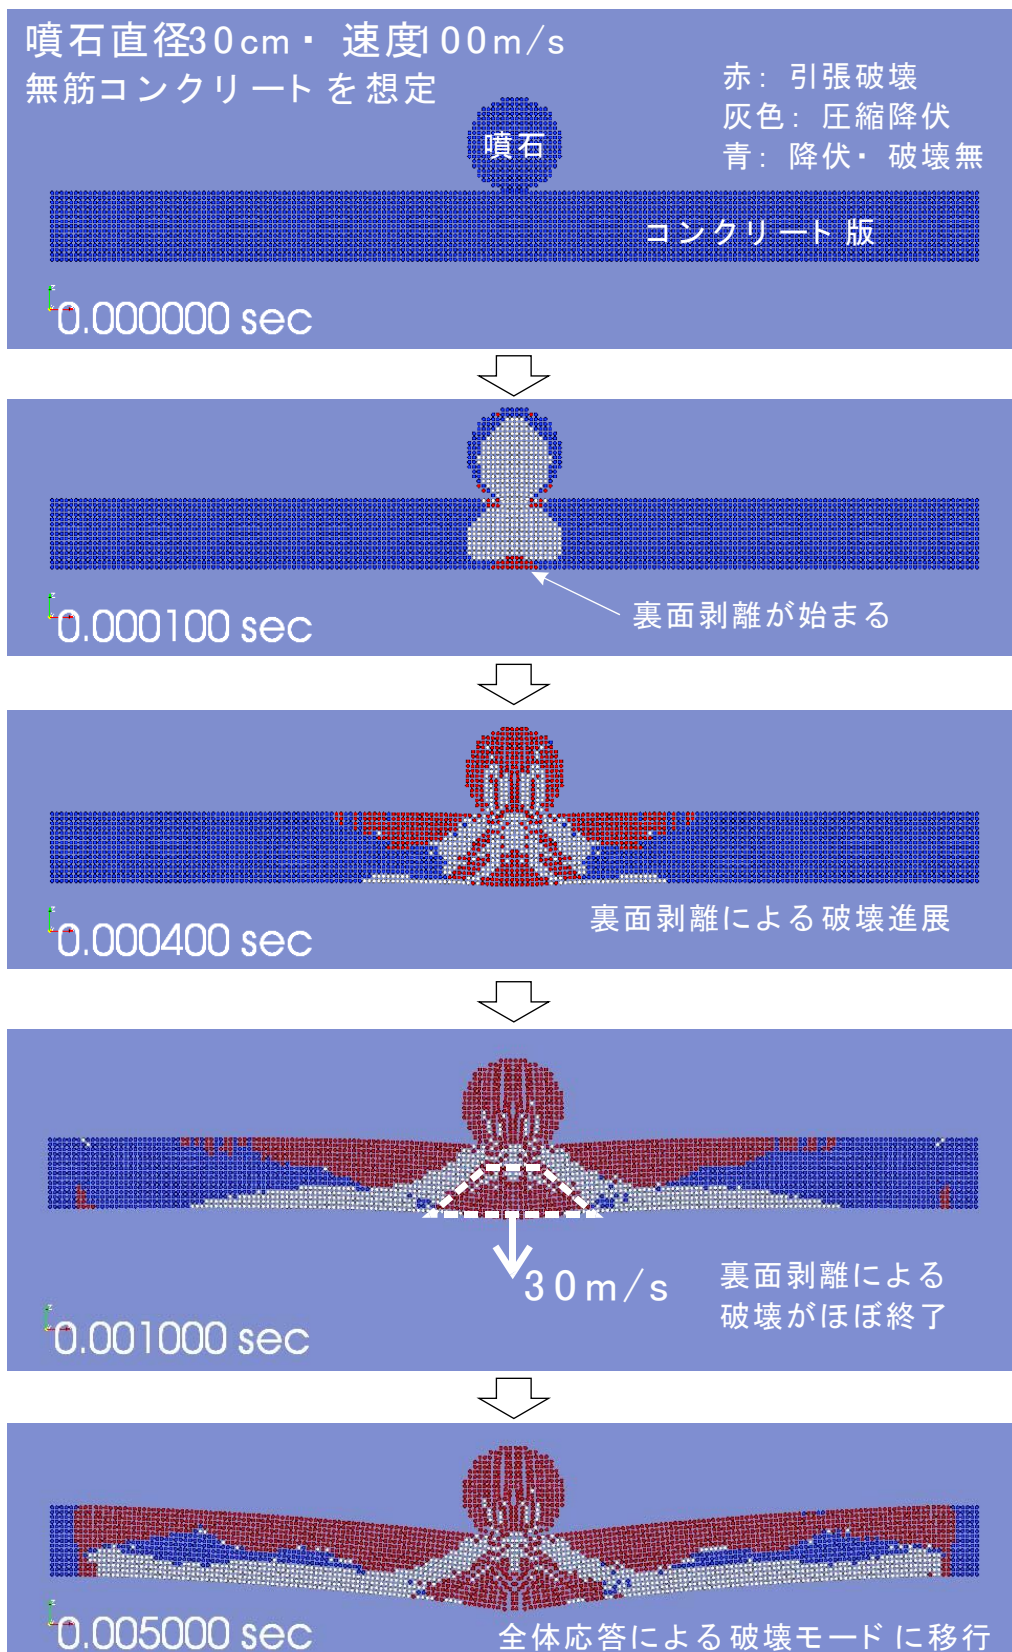 噴石直径30cm・速度100m/s
無筋コンクリートを想定
赤：引張破壊
灰色：圧縮降伏
青：降伏・破壊無
噴石
コンクリート版
0.000000 sec
裏面剥離が始まる
0.000100 sec
裏面剥離による破壊進展
0.000400 sec
30m/s
裏面剥離による
破壊がほぼ終了
0.001000 sec
0.005000 sec
全体応答による破壊モードに移行